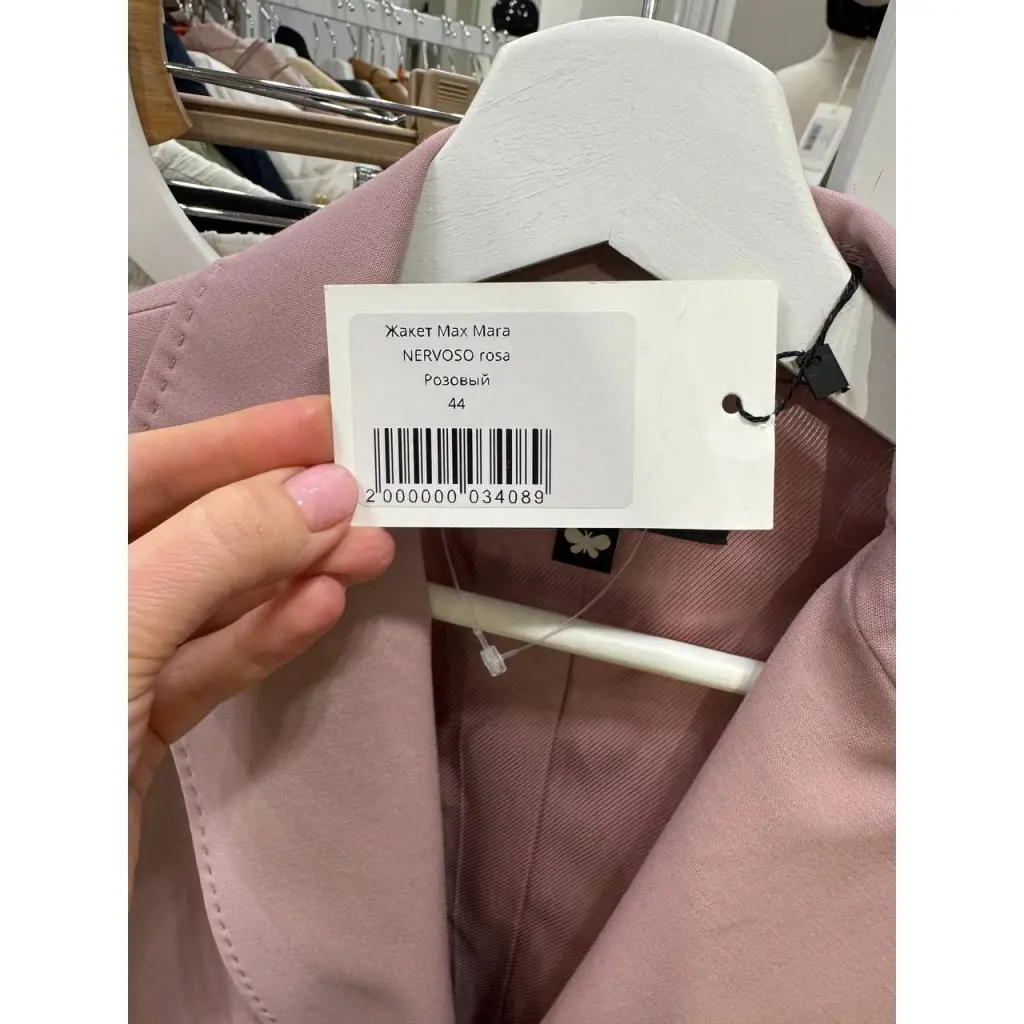 Жакет Max Mara
NERVOSO rosa
Розовый
44
2 000000 034089